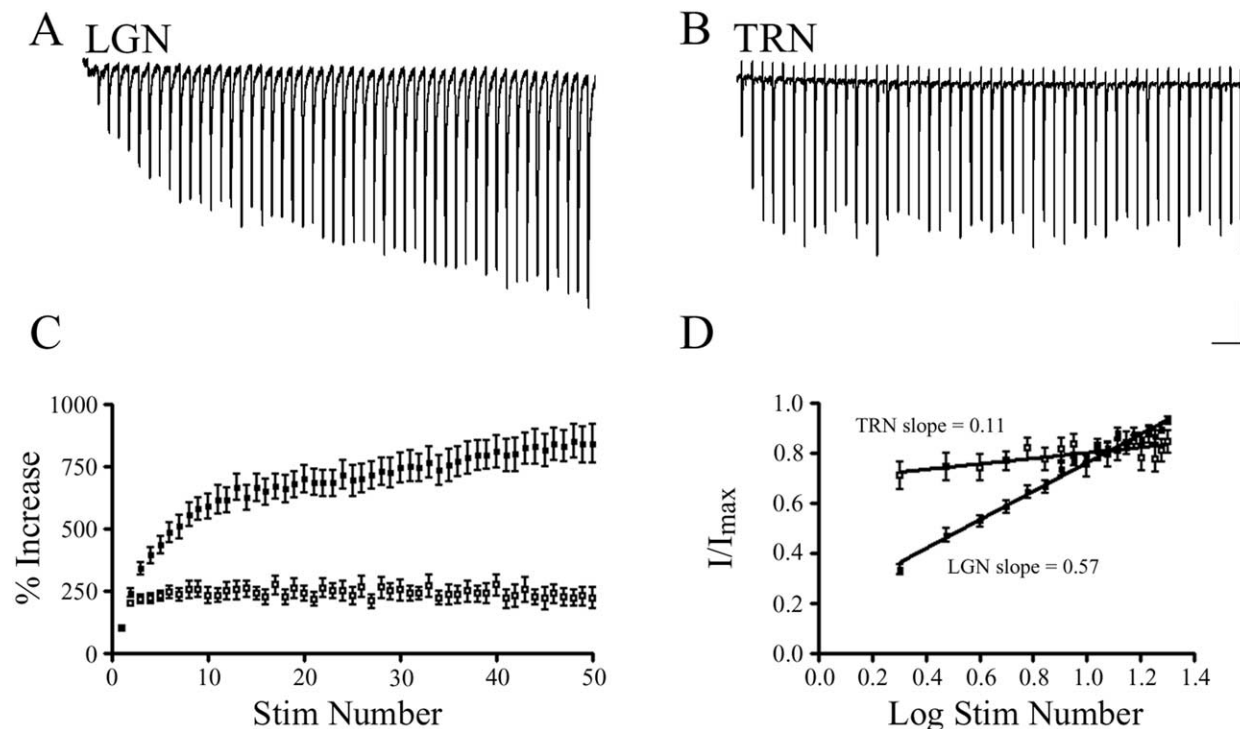 A
LGN
B
TRN
C
1000
750
500
250
0
% Increase
0 10 20 30 40 50
Stim Number
D
1.0
0.8
0.6
0.4
0.2
0.0
I/Imax
TRN slope = 0.11
LGN slope = 0.57
0.0 0.2 0.4 0.6 0.8 1.0 1.2 1.4
Log Stim Number